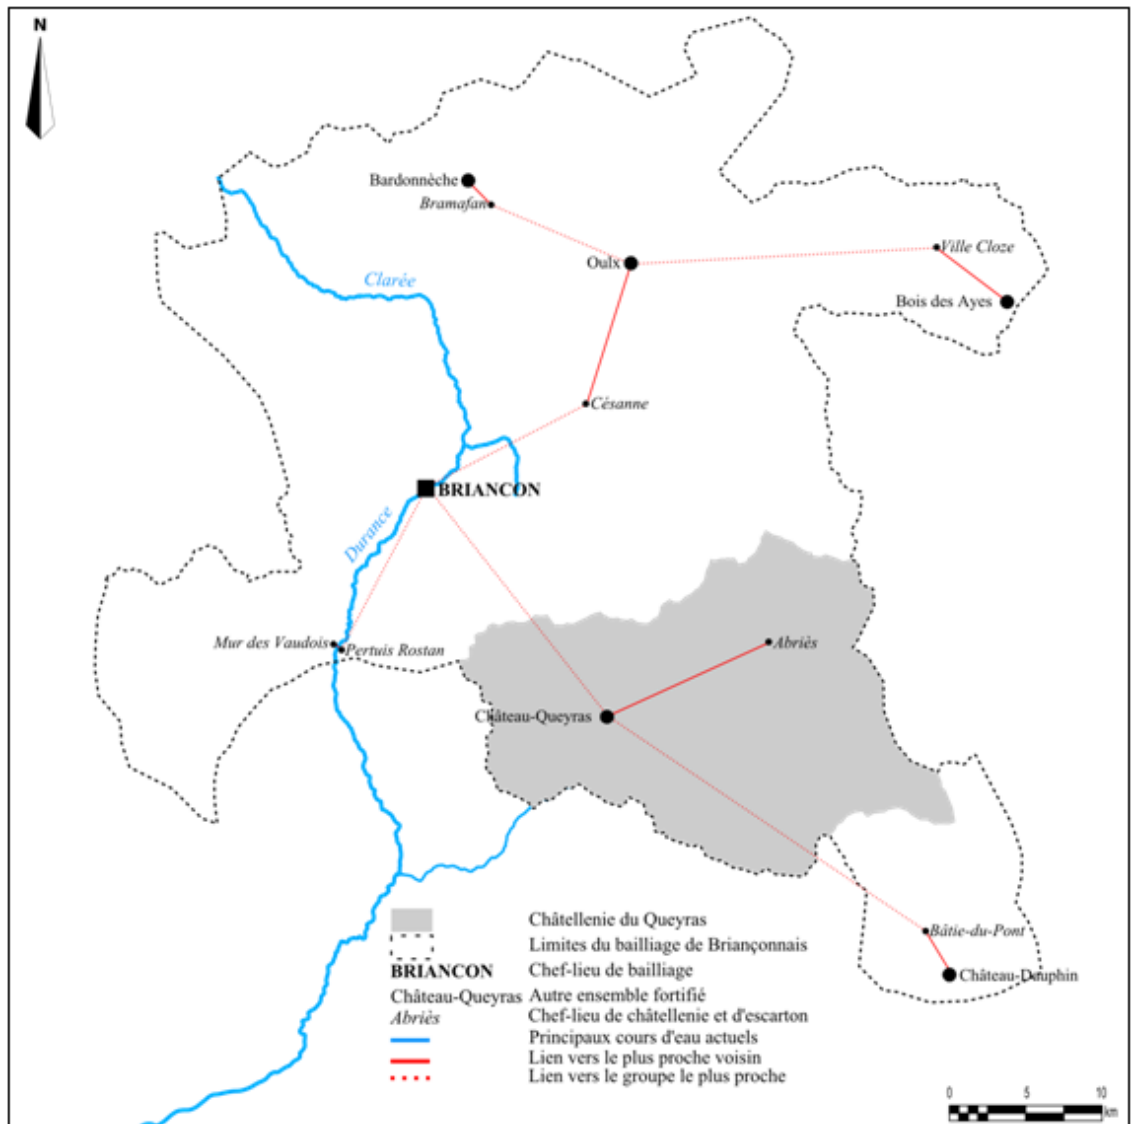 N
Bardonnèche
Bramafan
Oulx
Ville Cloze
Bois des Ayes
Clarée
Césanne
BRIANCON
Durance
Mur des Vaudois
Pertuis Rostan
Abriès
Château-Queyras
Bâtie-du-Pont
Château-Dauphin
Châtellenie du Queyras
Limites du bailliage de Briançonnais
BRIANCON Chef-lieu de bailliage
Château-Queyras Autre ensemble fortifié
Abriès Chef-lieu de châtellenie et d'escarton
Principaux cours d'eau actuels
Lien vers le plus proche voisin
Lien vers le groupe le plus proche
0 5 10
km